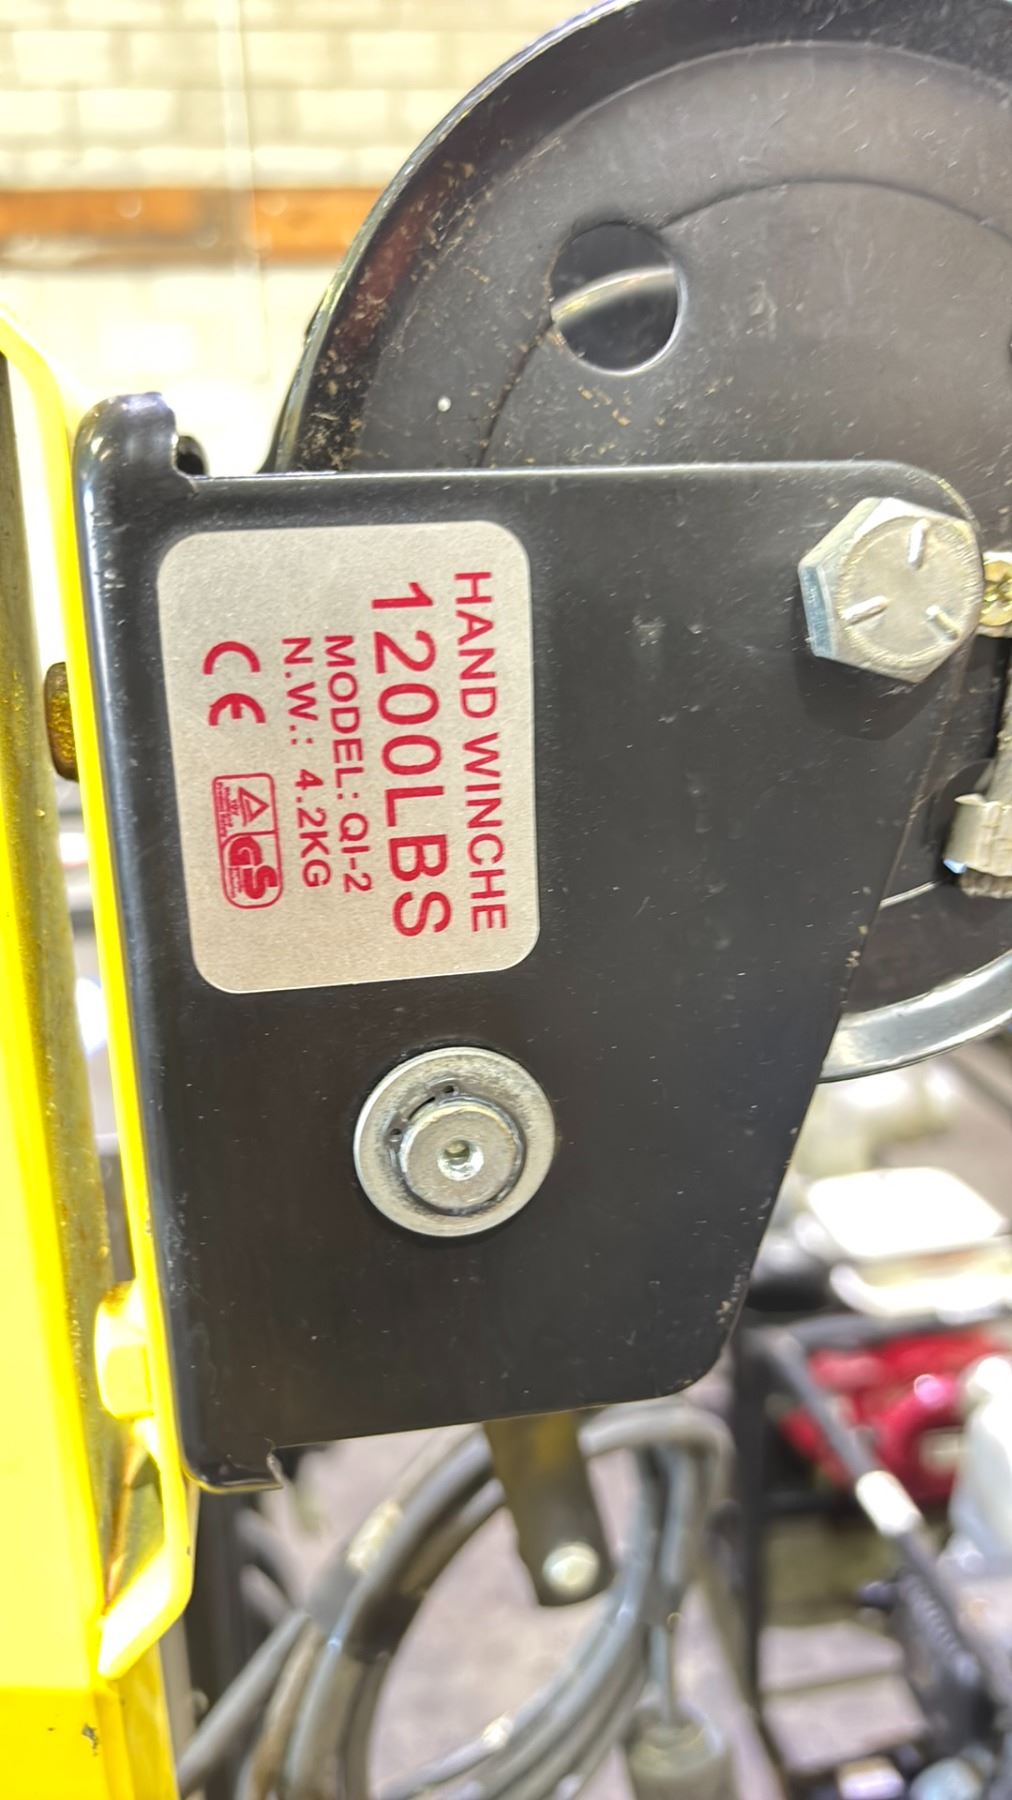 HAND WINCHE
1200LBS
MODEL: QI-2
N.W.: 4.2KG
CE GS